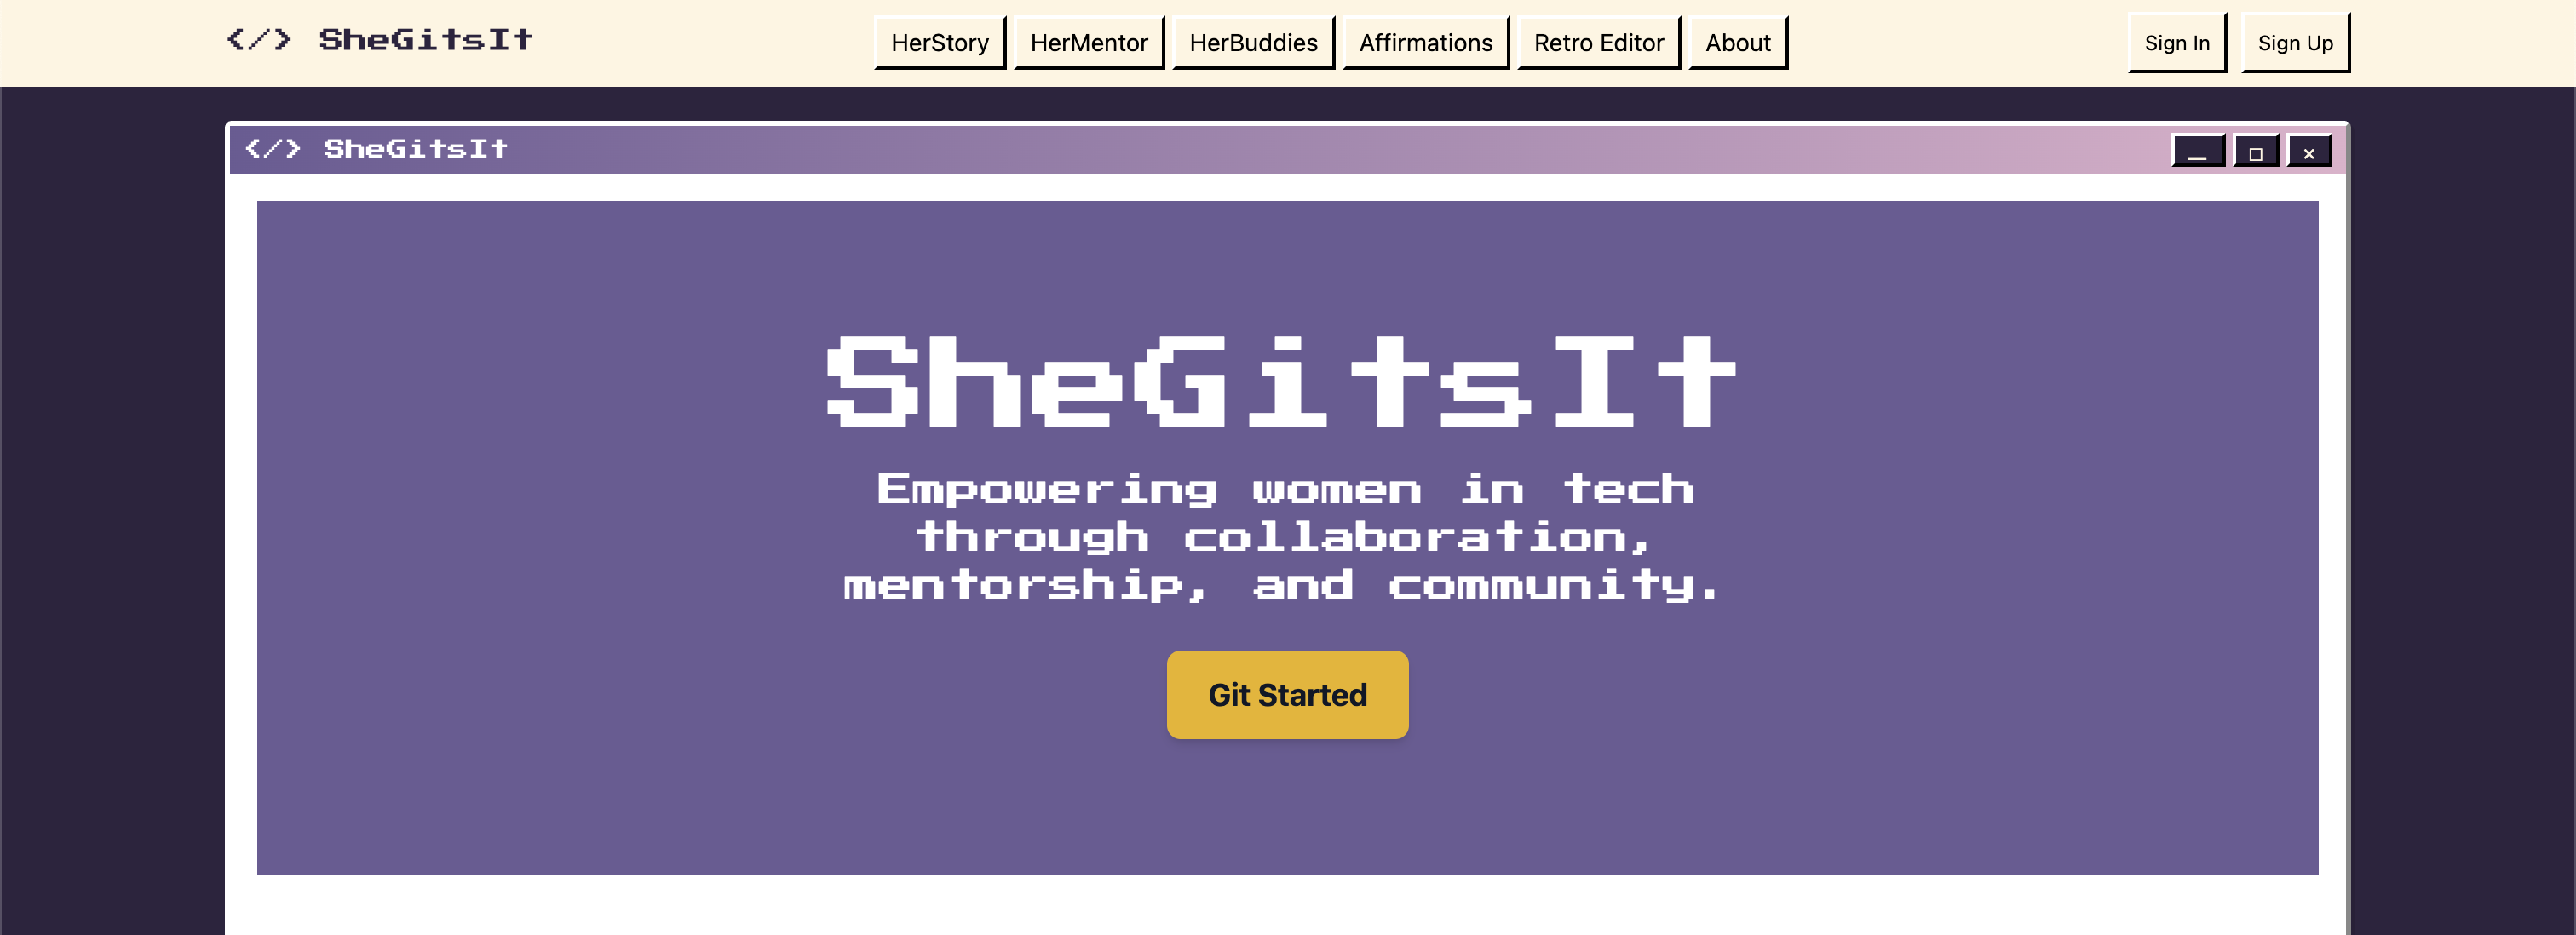 </> SheGitsIt
HerStory
HerMentor
HerBuddies
Affirmations
Retro Editor
About
Sign In
Sign Up
</> SheGitsIt
SheGitsIt
Empowering women in tech
through collaboration,
mentorship, and community.
Git Started